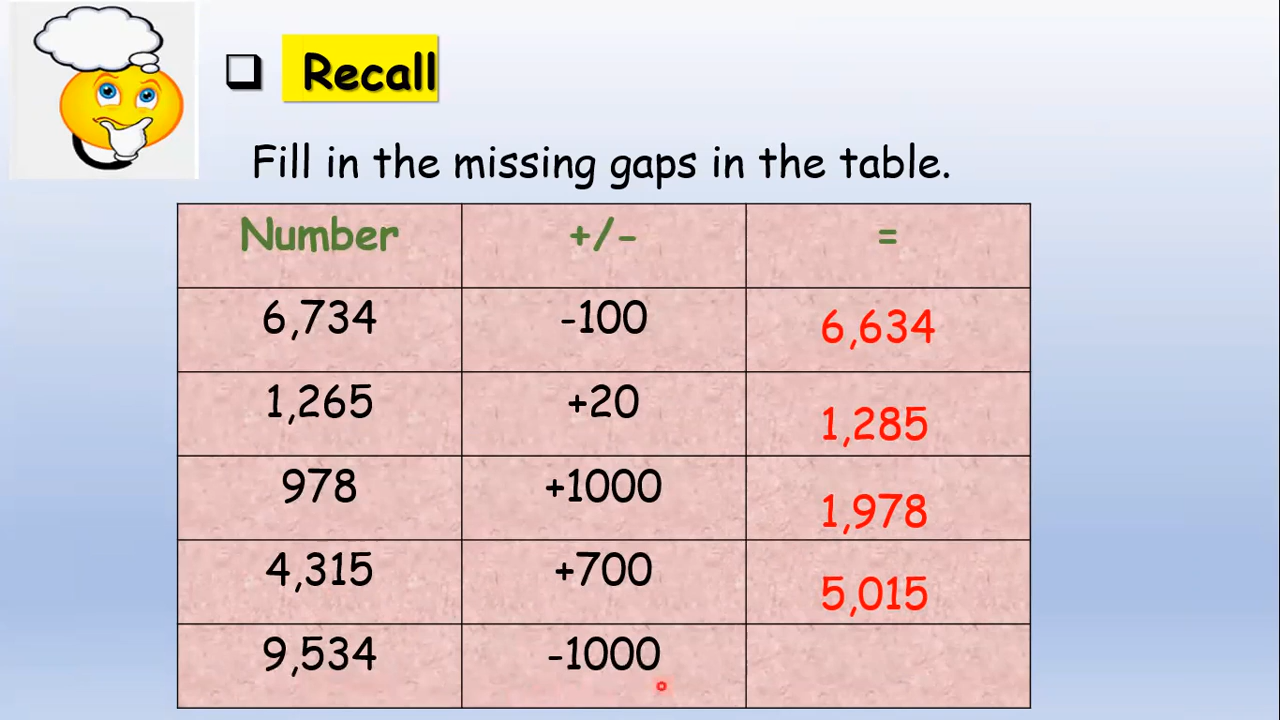 Recall
Fill in the missing gaps in the table.
Number +/- =
6,734 -100 6,634
1,265 +20 1,285
978 +1000 1,978
4,315 +700 5,015
9,534 -1000